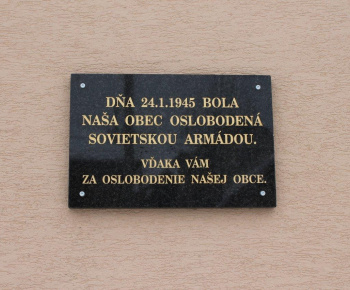 DŇA 24.1.1945 BOLA
NAŠA OBEC OSLOBODENÁ
SOVIETSKOU ARMÁDOU.
VĎAKA VÁM
ZA OSLOBODENIE NAŠEJ OBCE.